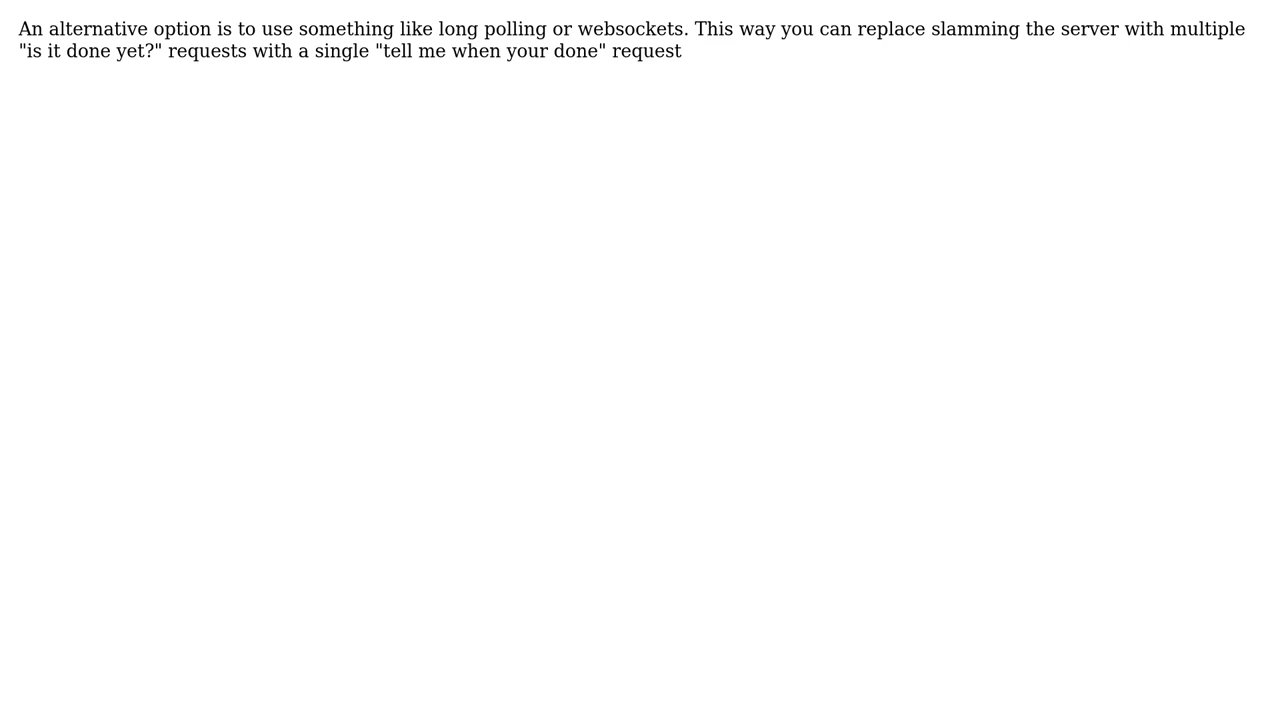 An alternative option is to use something like long polling or websockets. This way you can replace slamming the server with multiple
"is it done yet?" requests with a single "tell me when your done" request